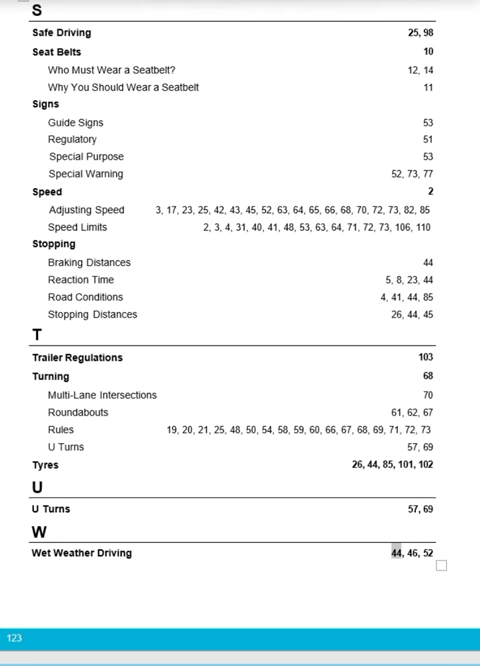 S
Safe Driving 25, 98
Seat Belts 10
Who Must Wear a Seatbelt? 12, 14
Why You Should Wear a Seatbelt 11
Signs
Guide Signs 53
Regulatory 51
Special Purpose 53
Special Warning 52, 73, 77
Speed 2
Adjusting Speed 3, 17, 23, 25, 42, 43, 45, 52, 63, 64, 65, 66, 68, 70, 72, 73, 82, 85
Speed Limits 2, 3, 4, 31, 40, 41, 48, 53, 63, 64, 71, 72, 73, 106, 110
Stopping
Braking Distances 44
Reaction Time 5, 8, 23, 44
Road Conditions 4, 41, 44, 85
Stopping Distances 26, 44, 45
T
Trailer Regulations 103
Turning 68
Multi-Lane Intersections 70
Roundabouts 61, 62, 67
Rules 19, 20, 21, 25, 48, 50, 54, 58, 59, 60, 66, 67, 68, 69, 71, 72, 73
U Turns 57, 69
Tyres 26, 44, 85, 101, 102
U
U Turns 57, 69
W
Wet Weather Driving 44, 46, 52
123